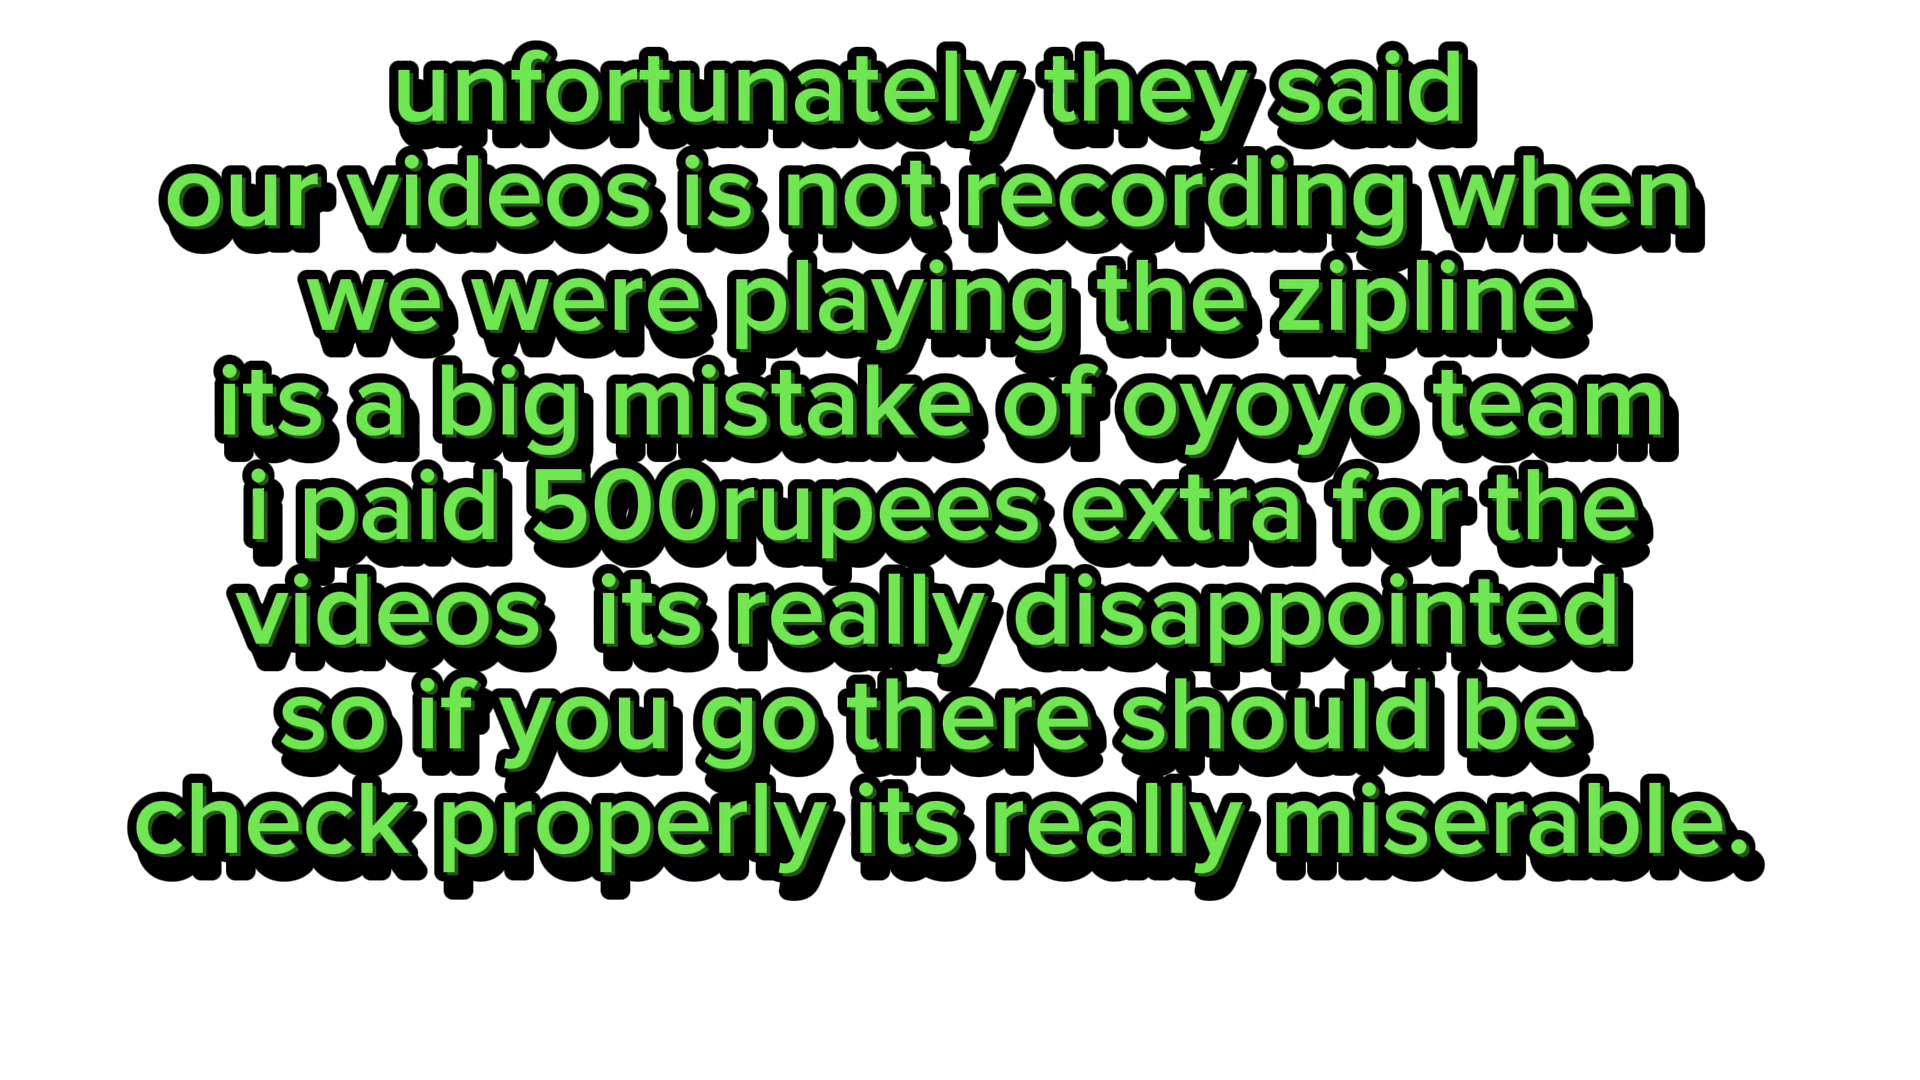 unfortunately they said
our videos is not recording when
we were playing the zipline
its a big mistake of oyoyo team
i paid 500rupees extra for the
videos  its really disappointed
so if you go there should be
check properly its really miserable.